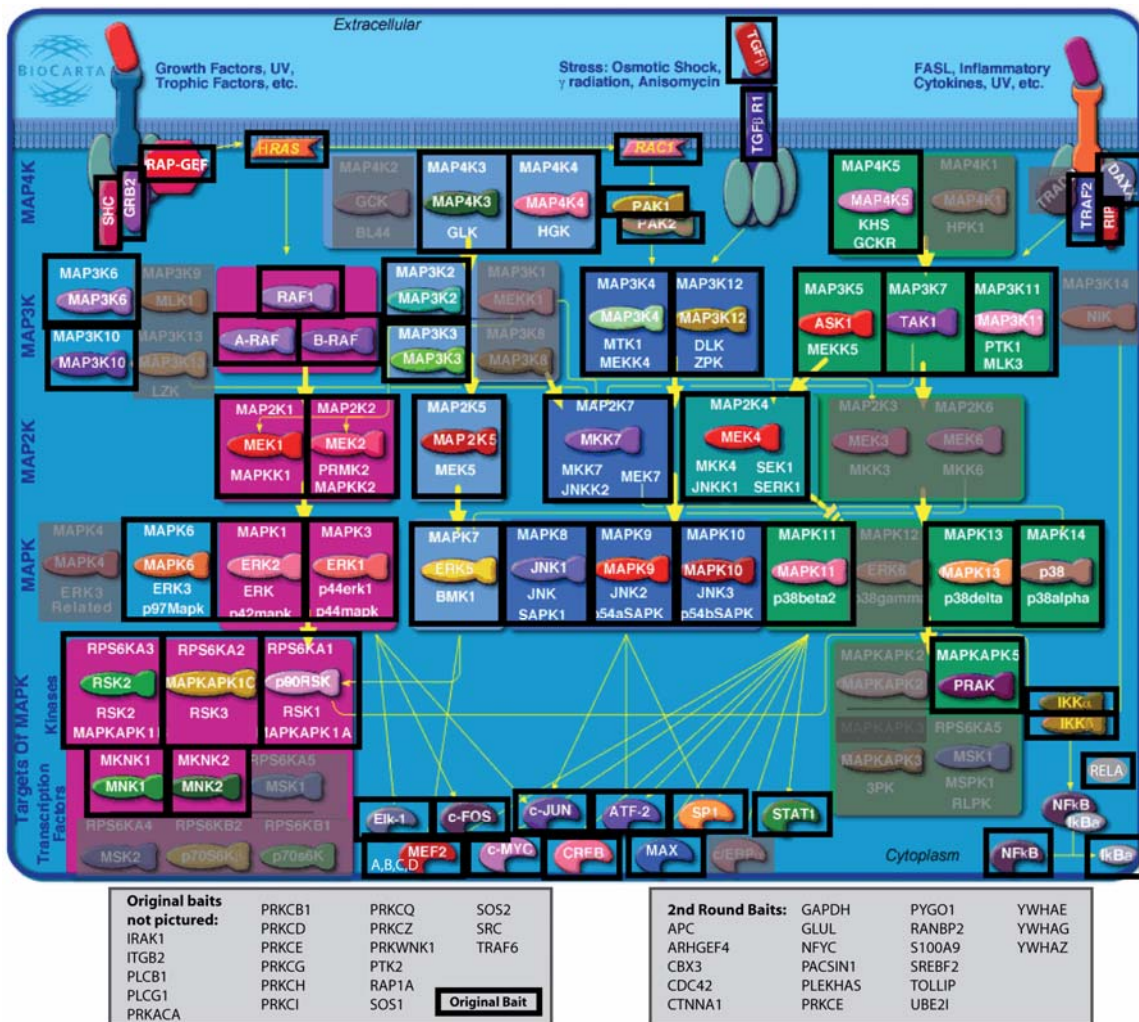 Extracellular
BIOCARTA
Growth Factors, UV,
Trophic Factors, etc.
Stress: Osmotic Shock,
γ radiation, Anisomycin
FASL, Inflammatory
Cytokines, UV, etc.
TGFβ
TGFβ R1
MAP4K
RAP-GEF
HRAS
RAC1
SHC
GRB2
MAP4K2
GCK
BL44
MAP4K3
MAP4K3
GLK
MAP4K4
MAP4K4
HGK
PAK1
PAK2
MAP4K5
MAP4K5
KHS
GCKR
MAP4K1
MAP4K1
HPK1
TRAF2
RIP
MAP3K
MAP3K6
MAP3K6
MAP3K9
MLK1
MAP3K10
MAP3K10
MAP3K13
MAP3K13
LZK
RAF1
A-RAF
B-RAF
MAP3K2
MAP3K2
MAP3K3
MAP3K3
MAP3K1
MEKK1
MAP3K8
MAP3K8
MAP3K4
MAP3K4
MTK1
MEKK4
MAP3K12
MAP3K12
DLK
ZPK
MAP3K5
ASK1
MEKK5
MAP3K7
TAK1
MAP3K11
MAP3K11
PTK1
MLK3
MAP3K14
NIK
MAP2K
MAP2K1
MEK1
MAPKK1
MAP2K2
MEK2
PRMK2
MAPKK2
MAP2K5
MAP2K5
MEK5
MAP2K7
MKK7
MKK7 MEK7
JNKK2
MAP2K4
MEK4
MKK4 SEK1
JNKK1 SERK1
MAP2K3
MEK3
MKK3
MAP2K6
MEK6
MKK6
MAPK
MAPK4
MAPK4
ERK3
Related
MAPK6
MAPK6
ERK3
p97Mapk
MAPK1
ERK2
ERK
p42mapk
MAPK3
ERK1
p44erk1
p44mapk
MAPK7
ERK5
BMK1
MAPK8
JNK1
JNK
SAPK1
MAPK9
MAPK9
JNK2
p54aSAPK
MAPK10
MAPK10
JNK3
p54bSAPK
MAPK11
MAPK11
p38beta2
MAPK12
ERK6
p38gamma
MAPK13
MAPK13
p38delta
MAPK14
p38
p38alpha
Targets Of MAPK
Kinases
Transcription
Factors
RPS6KA3
RSK2
RSK2
RPS6KA2
MAPKAPK1C
RSK3
RPS6KA1
p90RSK
RSK1
MAPKAPK1A
MKNK1
MNK1
MKNK2
MNK2
RPS6KA5
MSK1
RPS6KA4
MSK2
RPS6KB2
p70S6Kβ
RPS6KB1
p70s6K
MAPKAPK2
MAPKAPK2
MAPKAPK5
PRAK
MAPKAPK3
MAPKAPK3
3PK
RPS6KA5
MSK1
MSPK1
RLPK
IKKα
IKKβ
RELA
NFkB
IkBα
Elk-1
c-FOS
c-JUN
ATF-2
SP1
STAT1
A,B,C,D
MEF2
c-MYC
CREB
MAX
Cytoplasm
NFkB
IkBα
Original baits
not pictured:
IRAK1
ITGB2
PLCB1
PLCG1
PRKACA
PRKCB1
PRKCD
PRKCE
PRKCG
PRKCH
PRKCI
PRKCQ
PRKCZ
PRKWNK1
PTK2
RAP1A
SOS1
SOS2
SRC
TRAF6
Original Bait
2nd Round Baits:
APC
ARHGEF4
CBX3
CDC42
CTNNA1
GAPDH
GLUL
NFYC
PACSIN1
PLEKHAS
PRKCE
PYGO1
RANBP2
S100A9
SREBF2
TOLLIP
UBE2I
YWHAE
YWHAG
YWHAZ